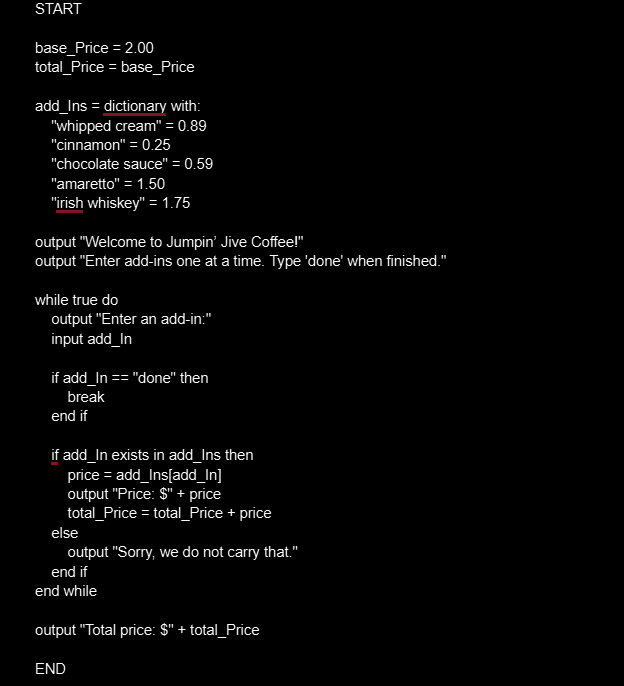 START
base_Price = 2.00
total_Price = base_Price
add_Ins = dictionary with:
"whipped cream" = 0.89
"cinnamon" = 0.25
"chocolate sauce" = 0.59
"amaretto" = 1.50
"irish whiskey" = 1.75
output "Welcome to Jumpin’ Jive Coffee!"
output "Enter add-ins one at a time. Type 'done' when finished."
while true do
output "Enter an add-in:"
input add_In
if add_In == "done" then
break
end if
if add_In exists in add_Ins then
price = add_Ins[add_In]
output "Price: $" + price
total_Price = total_Price + price
else
output "Sorry, we do not carry that."
end if
end while
output "Total price: $" + total_Price
END